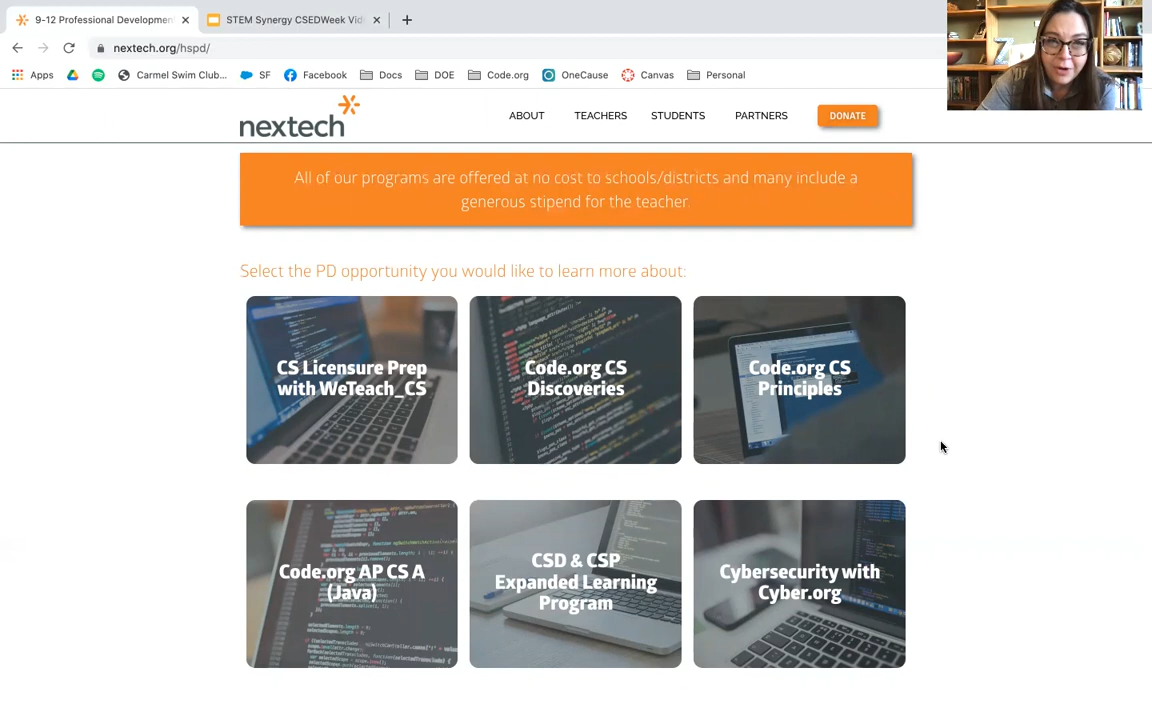 9-12 Professional Developmen
STEM Synergy CSEDWeek Vid
nextech.org/hspd/
Apps
Carmel Swim Club...
SF
Facebook
Docs
DOE
Code.org
OneCause
Canvas
Personal
nextech
ABOUT
TEACHERS
STUDENTS
PARTNERS
DONATE
All of our programs are offered at no cost to schools/districts and many include a
generous stipend for the teacher.
Select the PD opportunity you would like to learn more about:
CS Licensure Prep
with WeTeach_CS
Code.org CS
Discoveries
Code.org CS
Principles
Code.org AP CS A
(Java)
CSD & CSP
Expanded Learning
Program
Cybersecurity with
Cyber.org